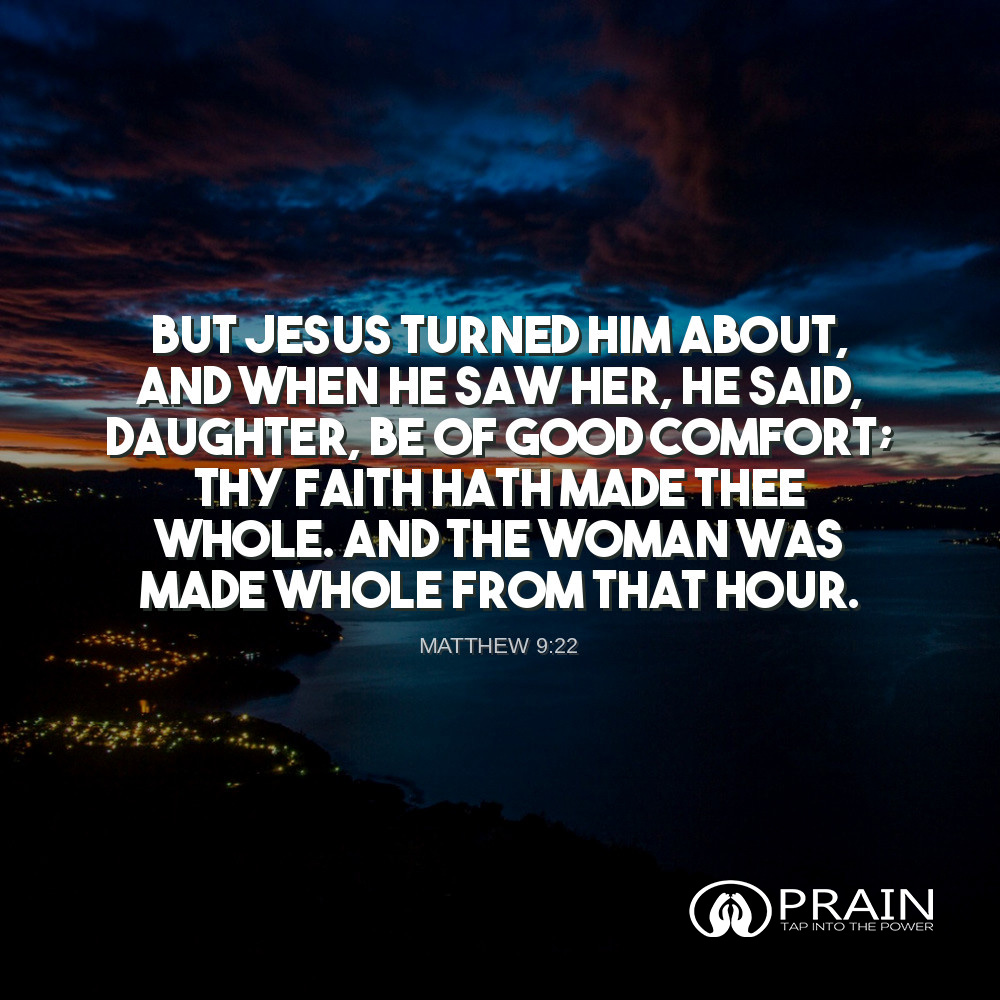 BUT JESUS TURNED HIM ABOUT,
AND WHEN HE SAW HER, HE SAID,
DAUGHTER, BE OF GOOD COMFORT;
THY FAITH HATH MADE THEE
WHOLE. AND THE WOMAN WAS
MADE WHOLE FROM THAT HOUR.
MATTHEW 9:22
PRAIN
TAP INTO THE POWER